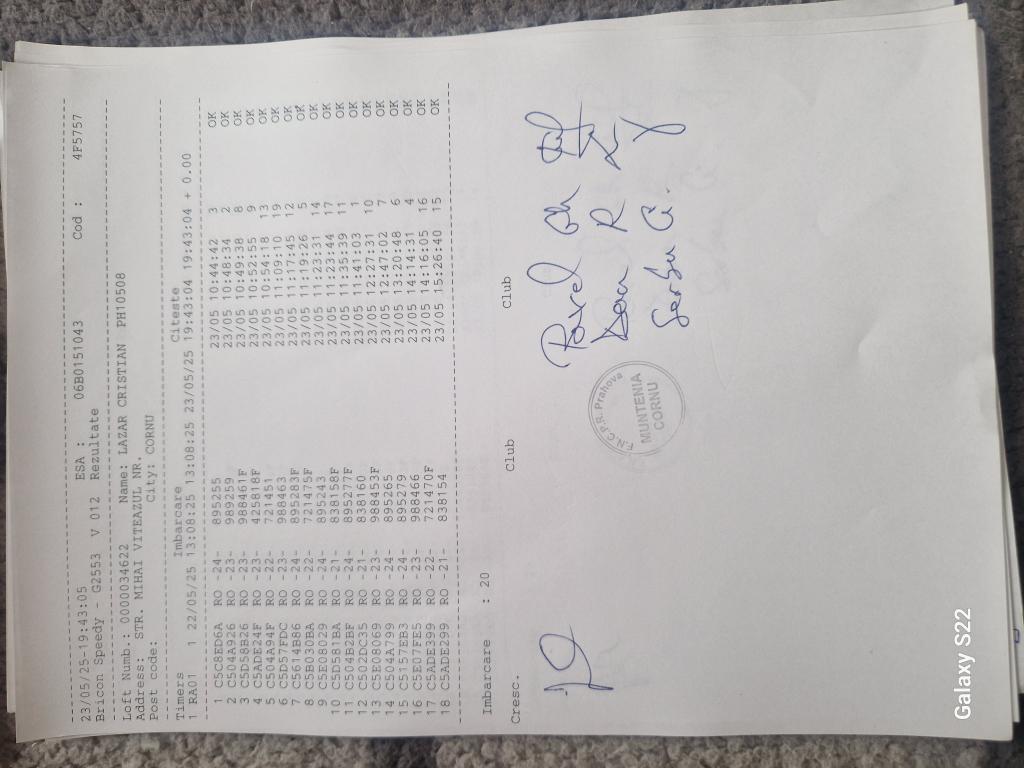 23/05/25-19:43:05 ESA : 06B0151043 Cod : 4F5757
Bricon Speedy - G2553 V 012 Rezultate
Loft Numb.: 0000034622 Name: LAZAR CRISTIAN PH10508
Address: STR. MIHAI VITEAZUL NR.
Post code.: City: CORNU
Timers Imbarcare Citeste
1 RA01 1 22/05/25 13:08:25 13:08:25 23/05/25 19:43:04 19:43:04 + 0.00
1 C5C8ED6A RO -24- 895255 23/05 10:44:42 3 OK
2 C504A926 RO -23- 989259 23/05 10:48:34 2 OK
3 C5D58B26 RO -23- 988461F 23/05 10:49:38 8 OK
4 C5ADE24F RO -23- 425818F 23/05 10:52:55 9 OK
5 C504A94F RO -22- 721451 23/05 10:54:18 13 OK
6 C5D57FDC RO -23- 988463 23/05 11:09:10 19 OK
7 C5614B86 RO -24- 895283F 23/05 11:17:45 12 OK
8 C5B030BA RO -22- 721475F 23/05 11:19:26 5 OK
9 C5E08129 RO -24- 895243 23/05 11:23:31 14 OK
10 C5D581BA RO -21- 838158F 23/05 11:23:44 17 OK
11 C504B2BF RO -24- 895277F 23/05 11:35:39 11 OK
12 C502DC35 RO -21- 838160 23/05 11:41:03 1 OK
13 C5E08069 RO -23- 988453F 23/05 12:27:31 10 OK
14 C504A799 RO -24- 895265 23/05 12:47:02 7 OK
15 C5157EB3 RO -24- 895279 23/05 13:20:48 6 OK
16 C5E07FE5 RO -23- 988466 23/05 14:14:31 4 OK
17 C5ADE399 RO -22- 721470F 23/05 14:16:05 16 OK
18 C5ADE299 RO -21- 838154 23/05 15:26:40 15 OK
Imbarcare : 20
Cresc. Club Club
Pavel Gh
R
Serbu G.
F.N.C.P.R. Prahova
MUNTENIA
CORNU
Galaxy S22